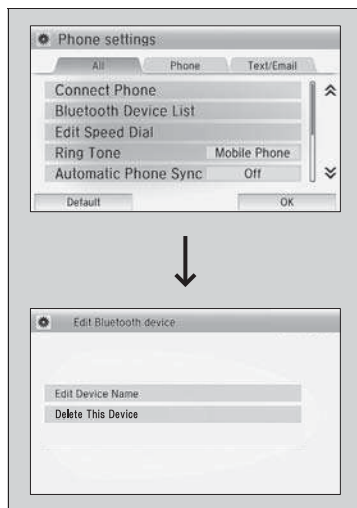 Phone settings
All Phone Text/Email
Connect Phone
Bluetooth Device List
Edit Speed Dial
Ring Tone Mobile Phone
Automatic Phone Sync Off
Default OK
Edit Bluetooth device
Edit Device Name
Delete This Device